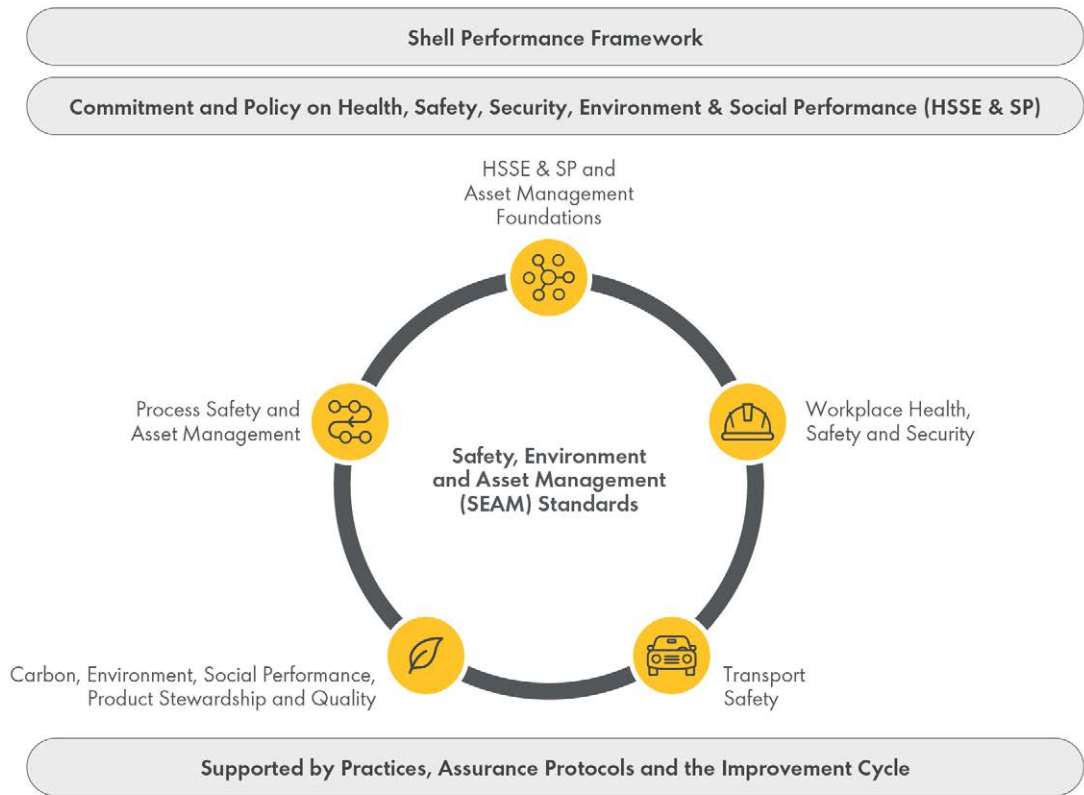 Shell Performance Framework
Commitment and Policy on Health, Safety, Security, Environment & Social Performance (HSSE & SP)
HSSE & SP and
Asset Management
Foundations
Process Safety and
Asset Management
Workplace Health,
Safety and Security
Safety, Environment
and Asset Management
(SEAM) Standards
Carbon, Environment, Social Performance,
Product Stewardship and Quality
Transport
Safety
Supported by Practices, Assurance Protocols and the Improvement Cycle